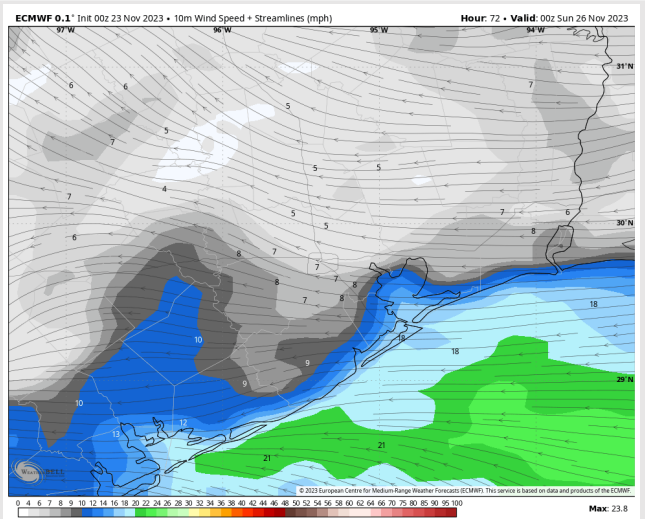 ECMWF 0.1° Init 00z 23 Nov 2023 • 10m Wind Speed + Streamlines (mph) Hour: 72 • Valid: 00z Sun 26 Nov 2023
97°W 96°W 95°W 94°W
31°N
6 6 7
5
5
7
5 5
4
7
5 7 6
30°N
5
6 8
8 7
7
8 7 8
7 8
18
10 18
18
9
9
29°N
10
12
13
21
21
WEATHERBELL
© 2023 European Centre for Medium-Range Weather Forecasts (ECMWF). This service is based on data and products of the ECMWF.
0 4 6 7 8 9 10 12 14 16 18 20 22 24 26 28 30 32 34 36 38 40 42 44 46 48 50 52 54 56 58 60 62 64 66 68 70 75 80 85 90 95 100
Max: 23.8